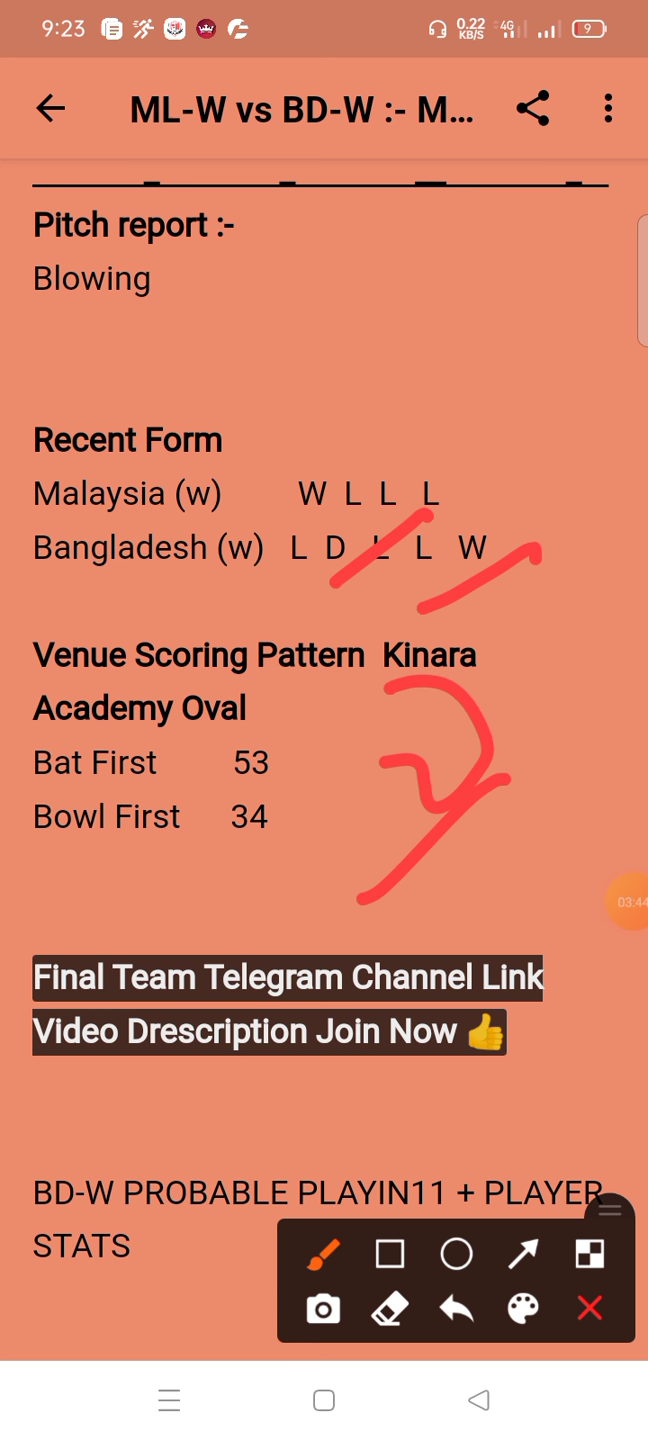 9:23
0.22
KB/S
4G
9
ML-W vs BD-W :- M...
Pitch report :-
Blowing
Recent Form
Malaysia (w) W L L L
Bangladesh (w) L D L L W
Venue Scoring Pattern Kinara
Academy Oval
Bat First 53
Bowl First 34
03:44
Final Team Telegram Channel Link
Video Drescription Join Now 👍
BD-W PROBABLE PLAYIN11 + PLAYER
STATS